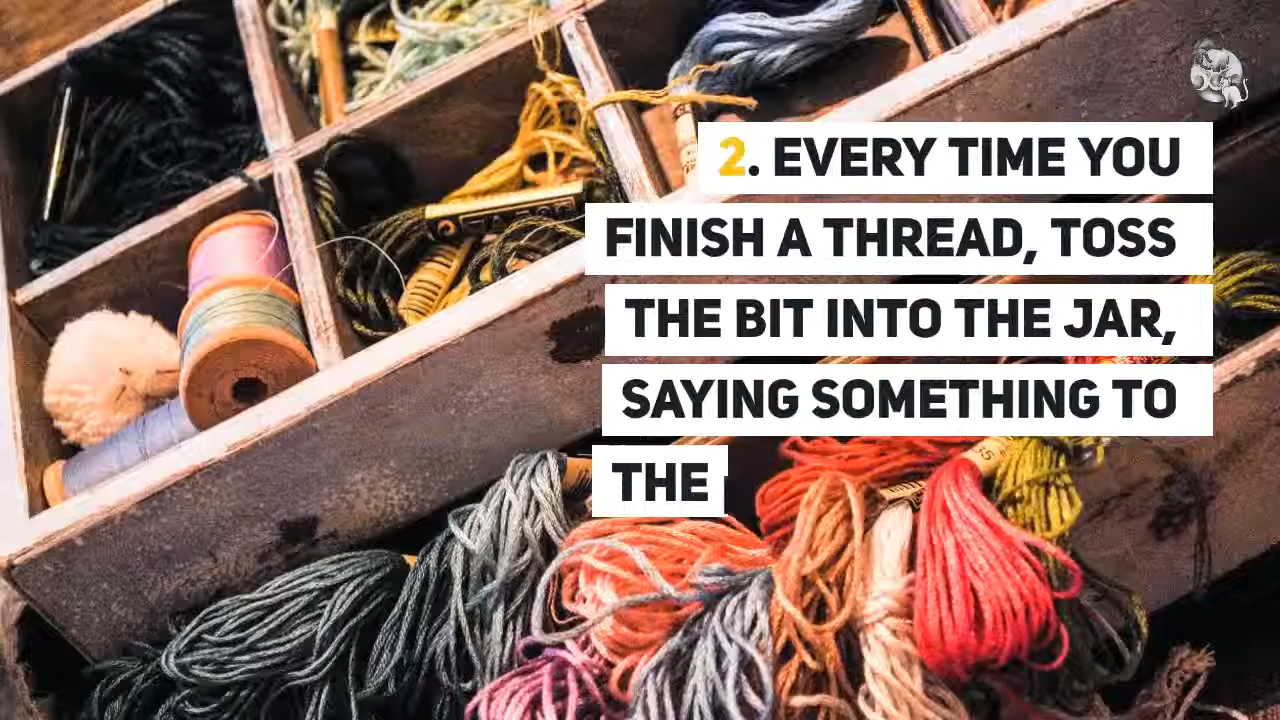 2. EVERY TIME YOU
FINISH A THREAD, TOSS
THE BIT INTO THE JAR,
SAYING SOMETHING TO
THE